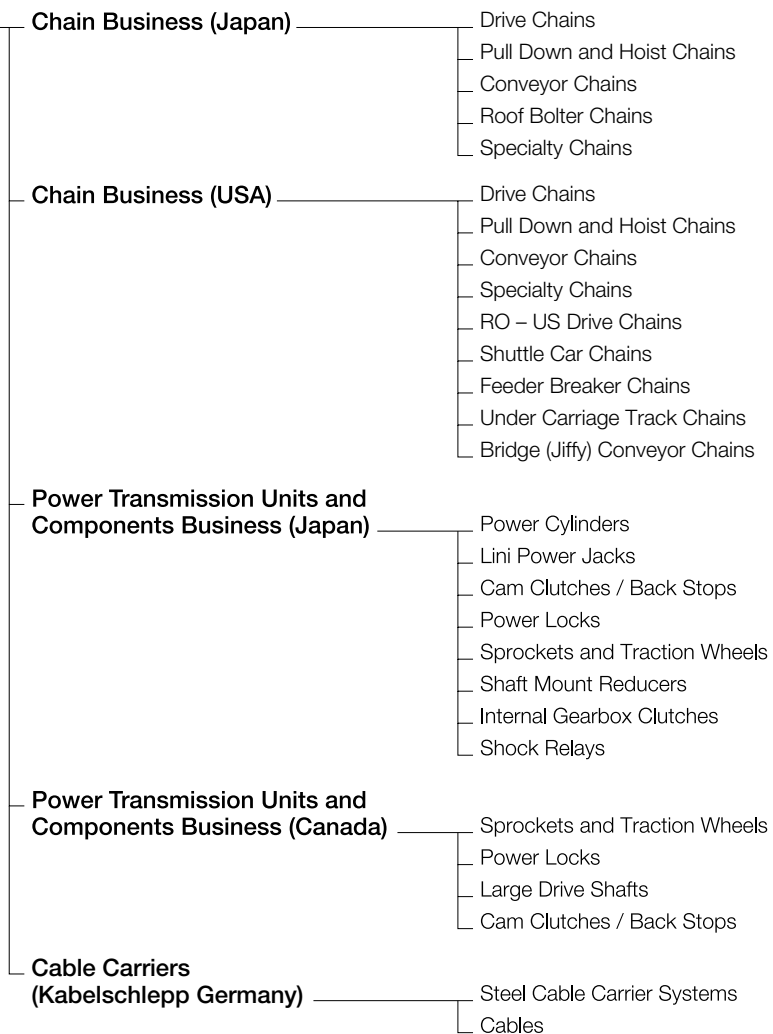 Chain Business (Japan)
Drive Chains
Pull Down and Hoist Chains
Conveyor Chains
Roof Bolter Chains
Specialty Chains
Chain Business (USA)
Drive Chains
Pull Down and Hoist Chains
Conveyor Chains
Specialty Chains
RO – US Drive Chains
Shuttle Car Chains
Feeder Breaker Chains
Under Carriage Track Chains
Bridge (Jiffy) Conveyor Chains
Power Transmission Units and
Components Business (Japan)
Power Cylinders
Lini Power Jacks
Cam Clutches / Back Stops
Power Locks
Sprockets and Traction Wheels
Shaft Mount Reducers
Internal Gearbox Clutches
Shock Relays
Power Transmission Units and
Components Business (Canada)
Sprockets and Traction Wheels
Power Locks
Large Drive Shafts
Cam Clutches / Back Stops
Cable Carriers
(Kabelschlepp Germany)
Steel Cable Carrier Systems
Cables